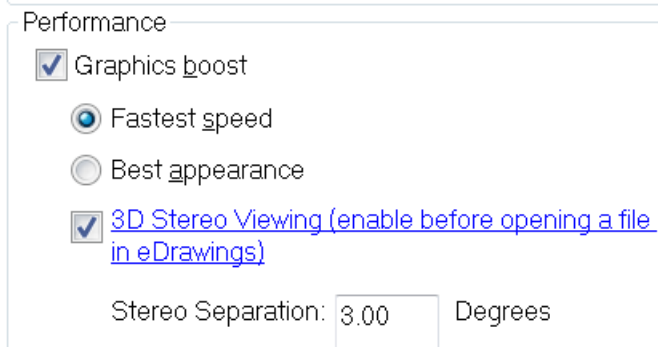 Performance
Graphics boost
Fastest speed
Best appearance
3D Stereo Viewing (enable before opening a file
in eDrawings)
Stereo Separation: 3.00 Degrees